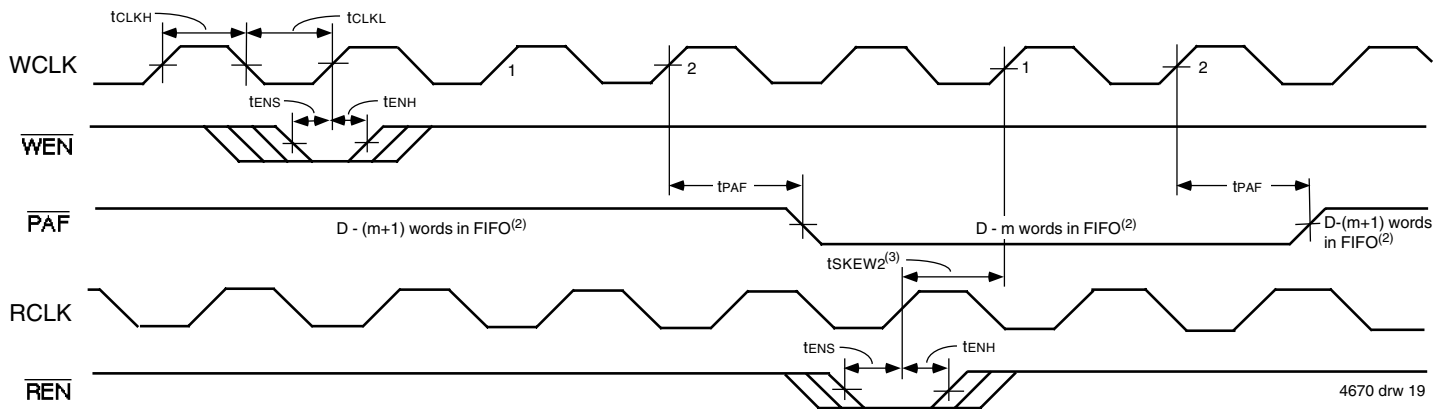 tCLKH
tCLKL
WCLK
1
2
1
2
tENS
tENH
WEN
tPAF
tPAF
PAF
D - (m+1) words in FIFO(2)
D - m words in FIFO(2)
D-(m+1) words
in FIFO(2)
tSKEW2(3)
RCLK
tENS
tENH
REN
4670 drw 19